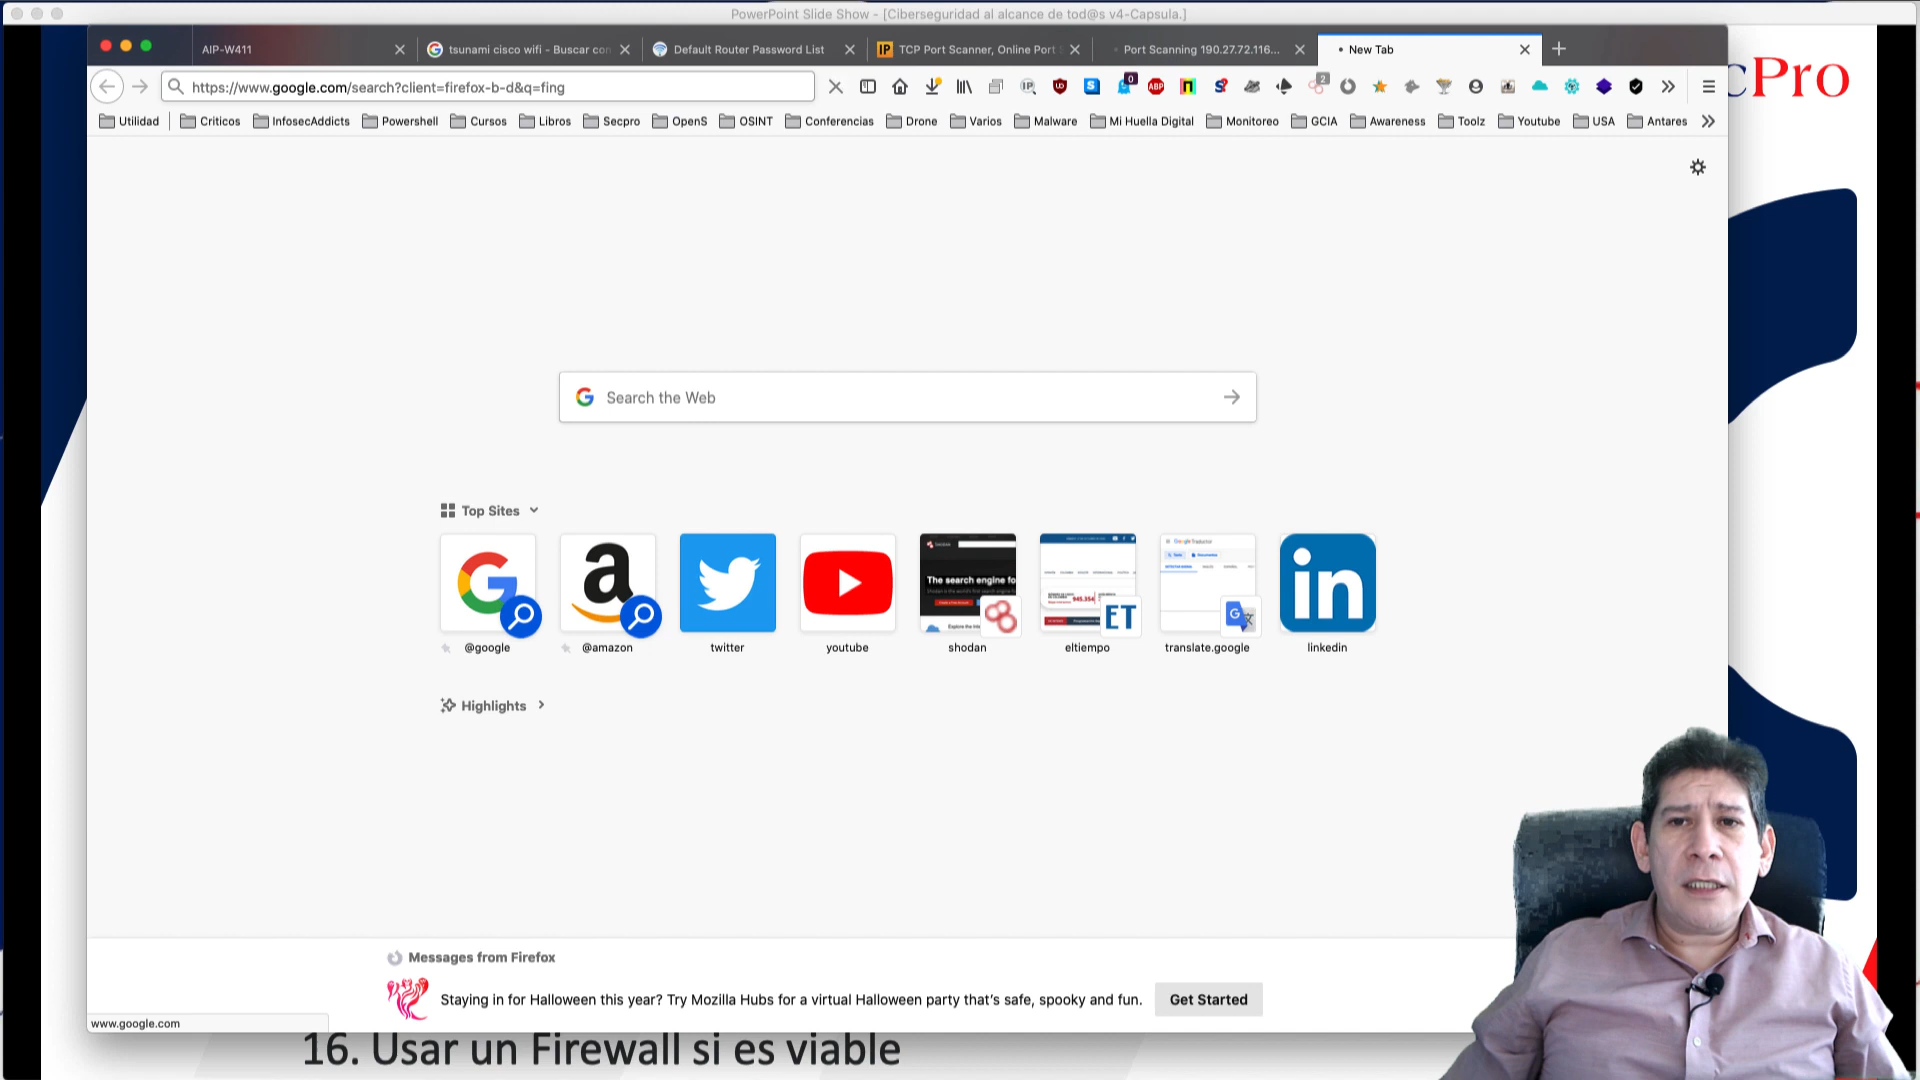 PowerPoint Slide Show - [Ciberseguridad al alcance de tod@s v4-Capsula.]
AIP-W411
tsunami cisco wifi - Buscar con
Default Router Password List
TCP Port Scanner, Online Port
Port Scanning 190.27.72.116...
New Tab
https://www.google.com/search?client=firefox-b-d&q=fing
cPro
Utilidad
Criticos
InfosecAddicts
Powershell
Cursos
Libros
Secpro
OpenS
OSINT
Conferencias
Drone
Varios
Malware
Mi Huella Digital
Monitoreo
GCIA
Awareness
Toolz
Youtube
USA
Antares
Search the Web
Top Sites
The search engine fo
ET
in
@google
@amazon
twitter
youtube
shodan
eltiempo
translate.google
linkedin
Highlights
Messages from Firefox
Staying in for Halloween this year? Try Mozilla Hubs for a virtual Halloween party that's safe, spooky and fun.
Get Started
www.google.com
16. Usar un Firewall si es viable